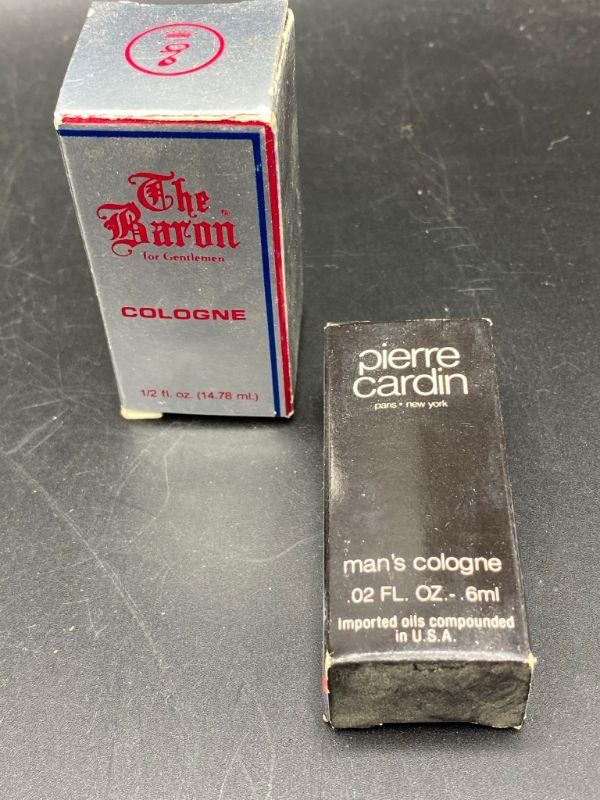 The
Baron®
for Gentlemen
COLOGNE
1/2 fl. oz. (14.78 ml.)
pierre
cardin
paris • new york
man's cologne
.02 FL. OZ.-.6ml
Imported oils compounded
in U.S.A.